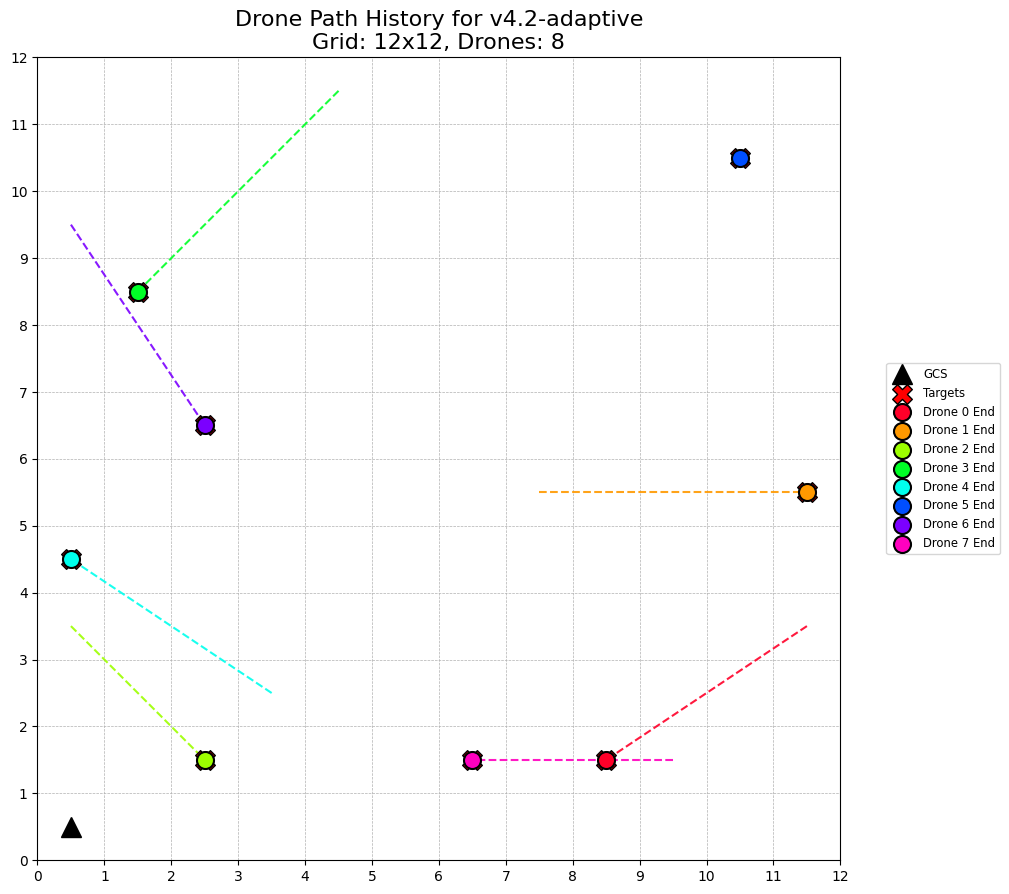 Drone Path History for v4.2-adaptive
Grid: 12x12, Drones: 8
12
11
10
9
8
7
6
5
4
3
2
1
0
0 1 2 3 4 5 6 7 8 9 10 11 12
GCS
Targets
Drone 0 End
Drone 1 End
Drone 2 End
Drone 3 End
Drone 4 End
Drone 5 End
Drone 6 End
Drone 7 End